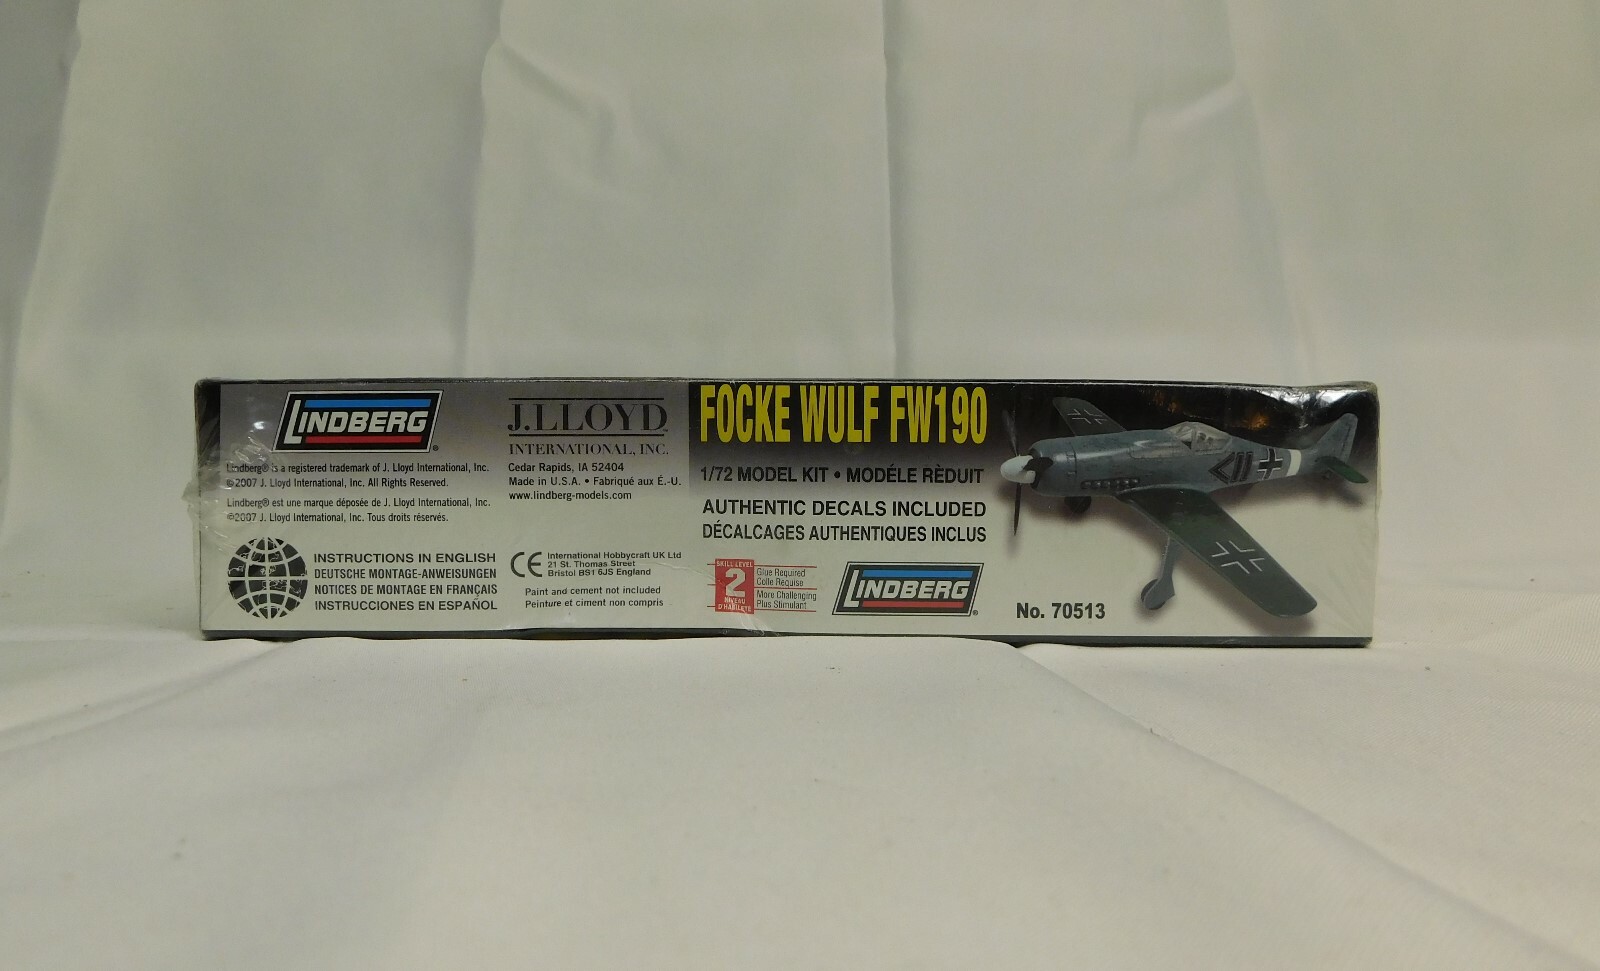 LINDBERG®
Lindberg® is a registered trademark of J. Lloyd International, Inc.
©2007 J. Lloyd International, Inc. All Rights Reserved.
Lindberg® est une marque déposée de J. Lloyd International, Inc.
©2007 J. Lloyd International, Inc. Tous droits réservés.
INSTRUCTIONS IN ENGLISH
DEUTSCHE MONTAGE-ANWEISUNGEN
NOTICES DE MONTAGE EN FRANÇAIS
INSTRUCCIONES EN ESPAÑOL
J.LLOYD™
INTERNATIONAL, INC.
Cedar Rapids, IA 52404
Made in U.S.A. • Fabriqué aux É.-U.
www.lindberg-models.com
CE
International Hobbycraft UK Ltd
21 St. Thomas Street
Bristol BS1 6JS England
Paint and cement not included
Peinture et ciment non compris
FOCKE WULF FW190
1/72 MODEL KIT • MODÉLE RÈDUIT
AUTHENTIC DECALS INCLUDED
DÉCALCAGES AUTHENTIQUES INCLUS
SKILL LEVEL
2
NIVEAU
D'HABILETÉ
Glue Required
Colle Requise
More Challenging
Plus Stimulant
LINDBERG®
No. 70513